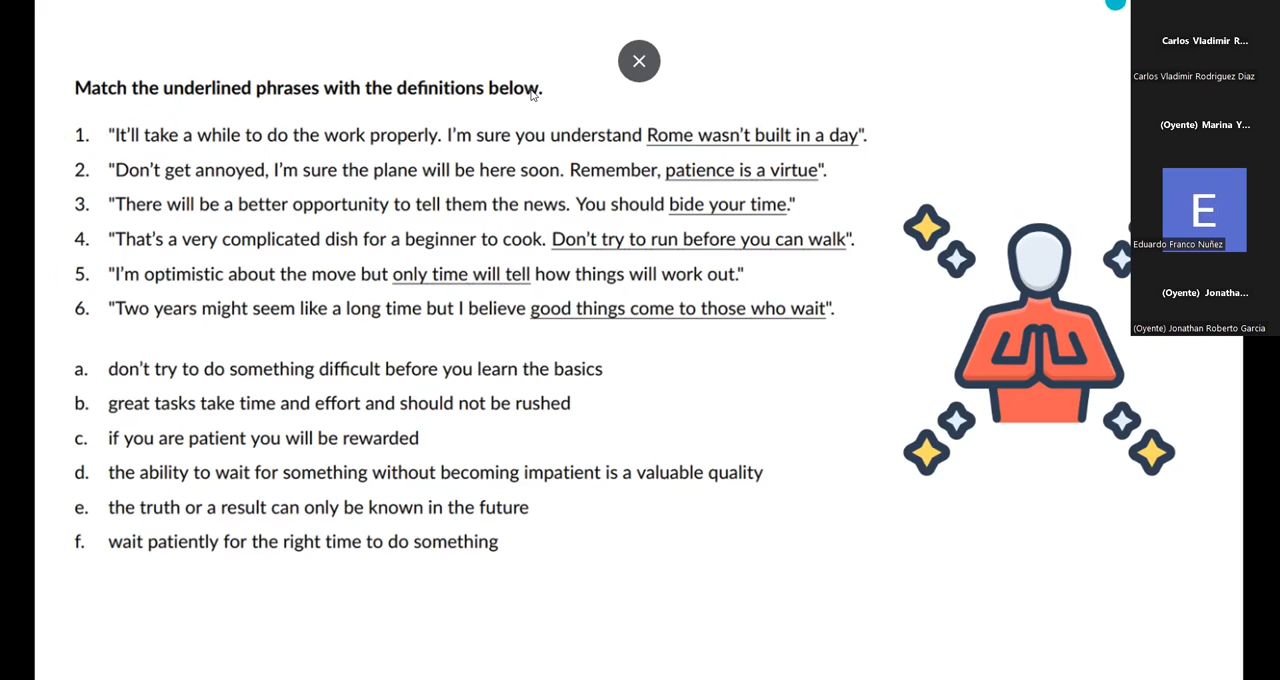 Match the underlined phrases with the definitions below.
1. "It'll take a while to do the work properly. I'm sure you understand Rome wasn't built in a day".
2. "Don't get annoyed, I'm sure the plane will be here soon. Remember, patience is a virtue".
3. "There will be a better opportunity to tell them the news. You should bide your time."
4. "That's a very complicated dish for a beginner to cook. Don't try to run before you can walk".
5. "I'm optimistic about the move but only time will tell how things will work out."
6. "Two years might seem like a long time but I believe good things come to those who wait".
a. don't try to do something difficult before you learn the basics
b. great tasks take time and effort and should not be rushed
c. if you are patient you will be rewarded
d. the ability to wait for something without becoming impatient is a valuable quality
e. the truth or a result can only be known in the future
f. wait patiently for the right time to do something
Carlos Vladimir R...
Carlos Vladimir Rodriguez Diaz
(Oyente) Marina Y...
E
Eduardo Franco Nuñez
(Oyente) Jonatha...
(Oyente) Jonathan Roberto Garcia